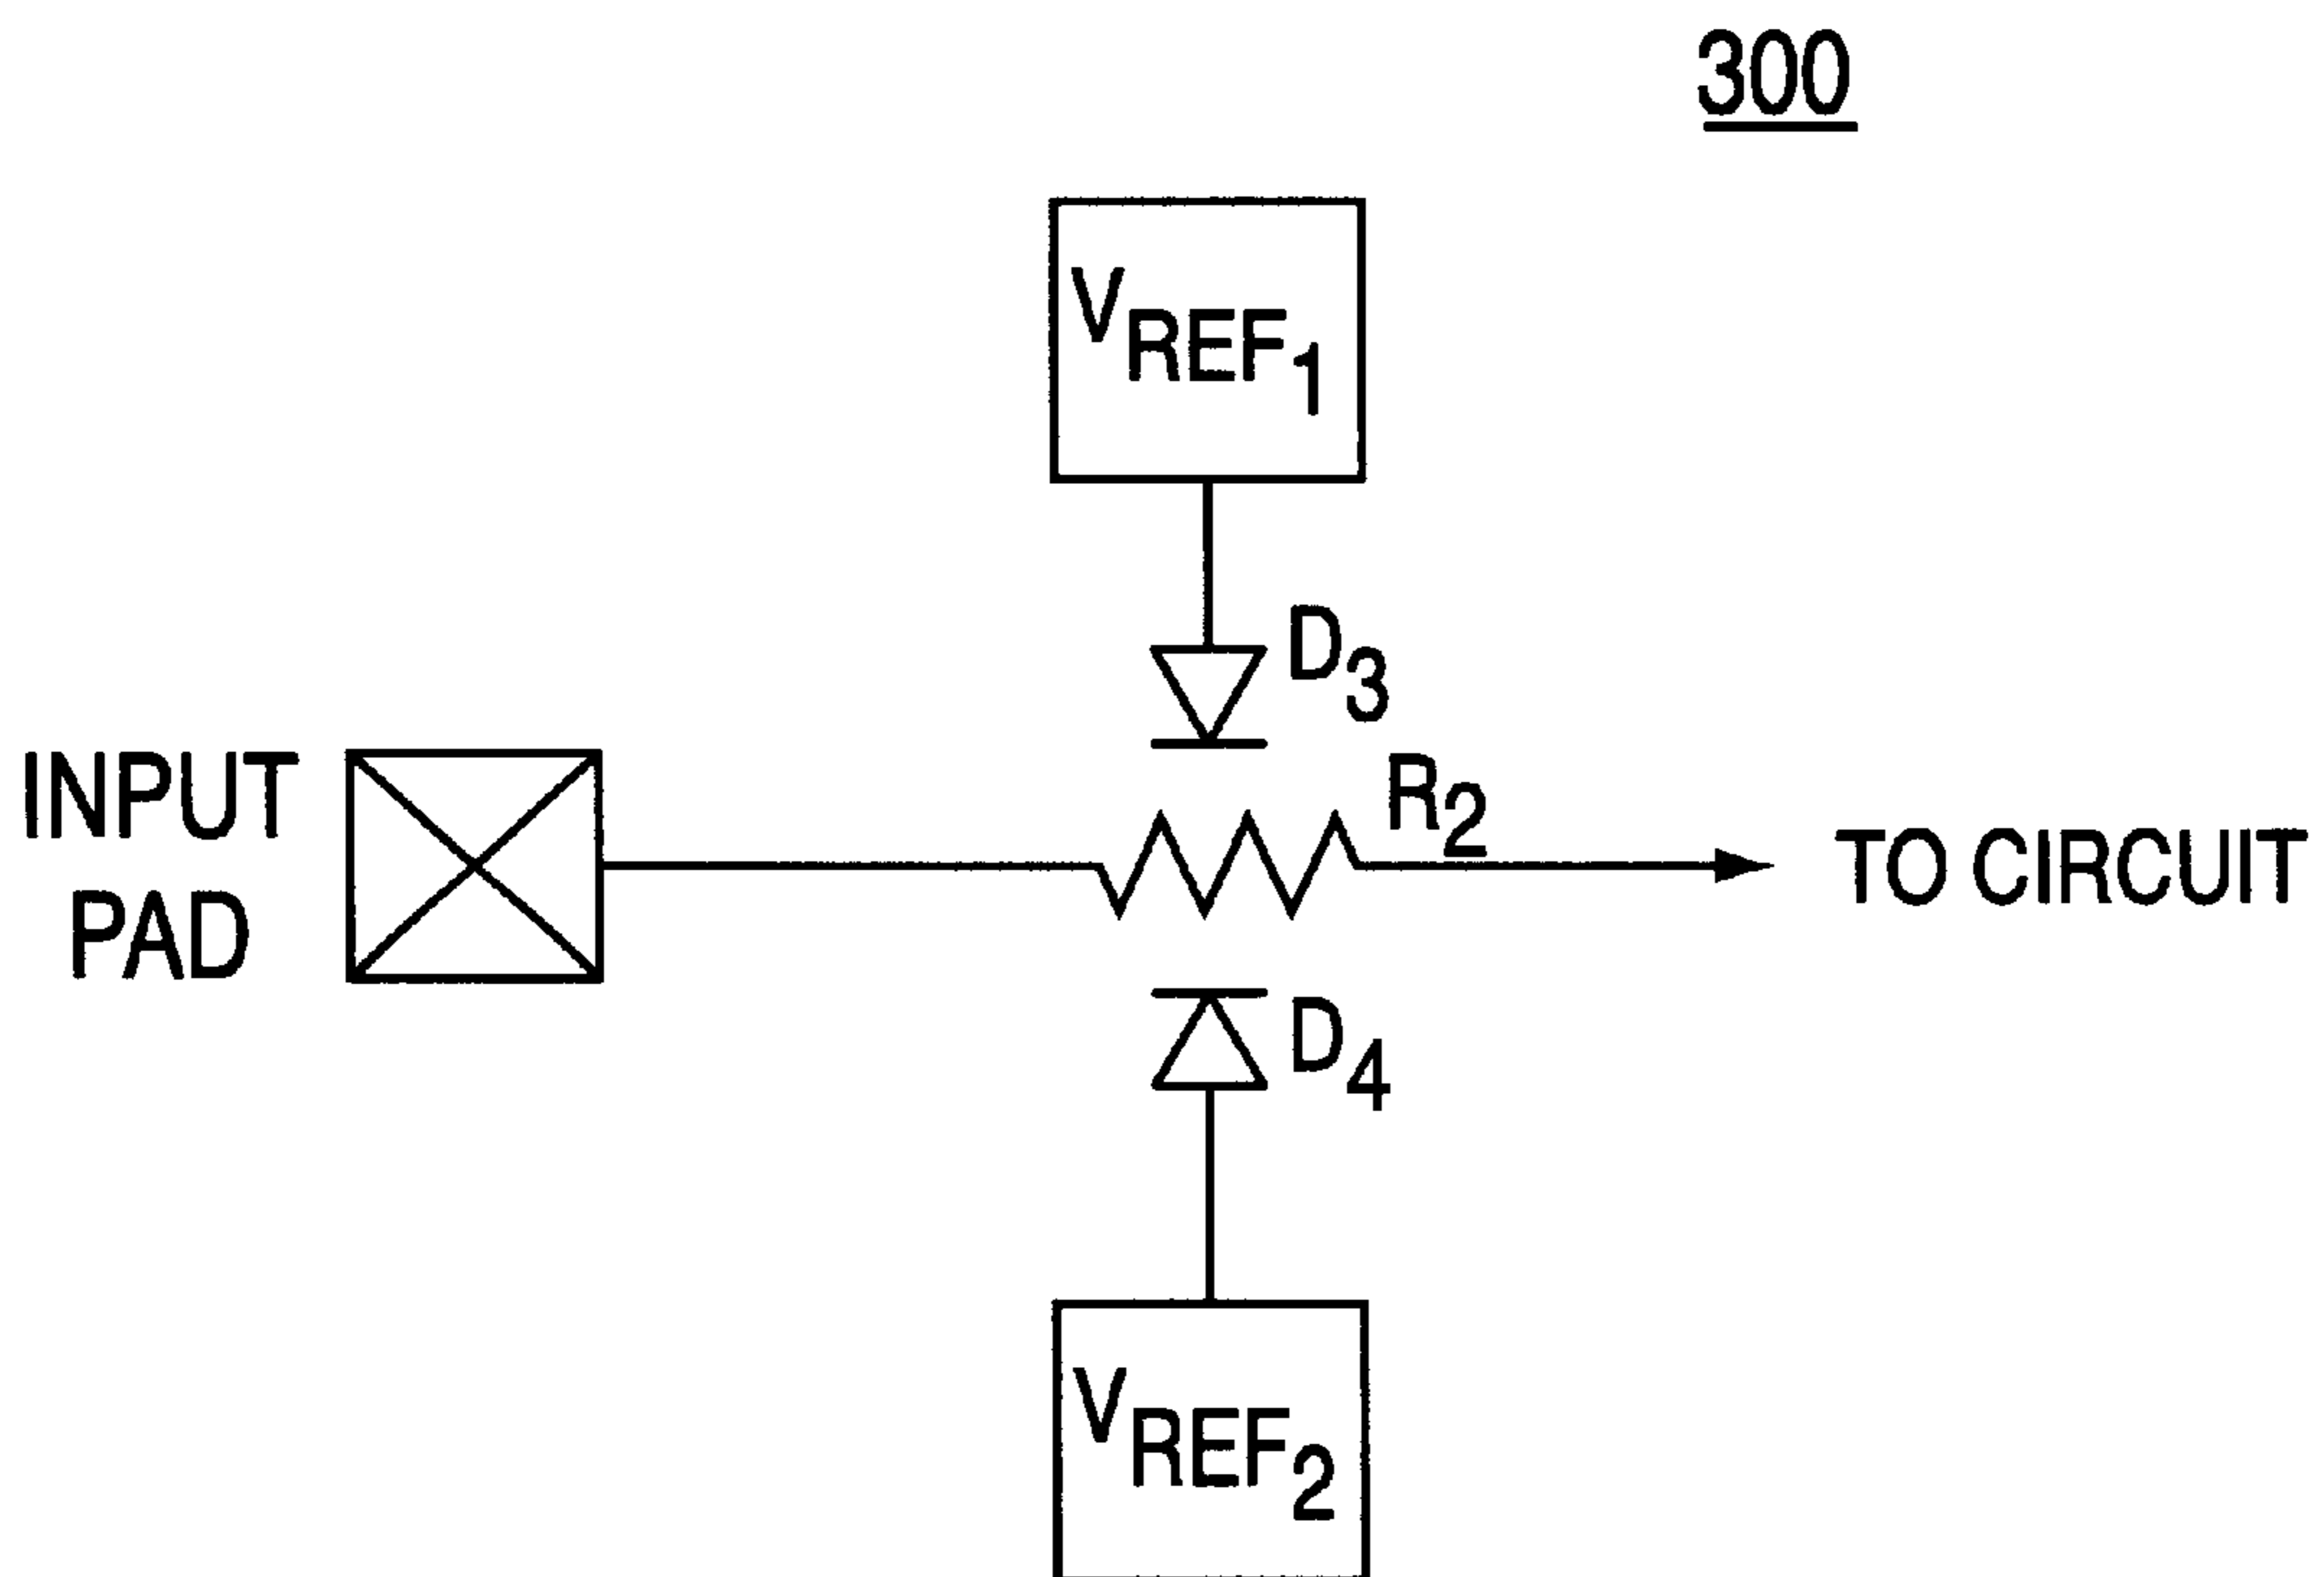 300
VREF1
D3
INPUT
PAD
R2
TO CIRCUIT
D4
VREF2